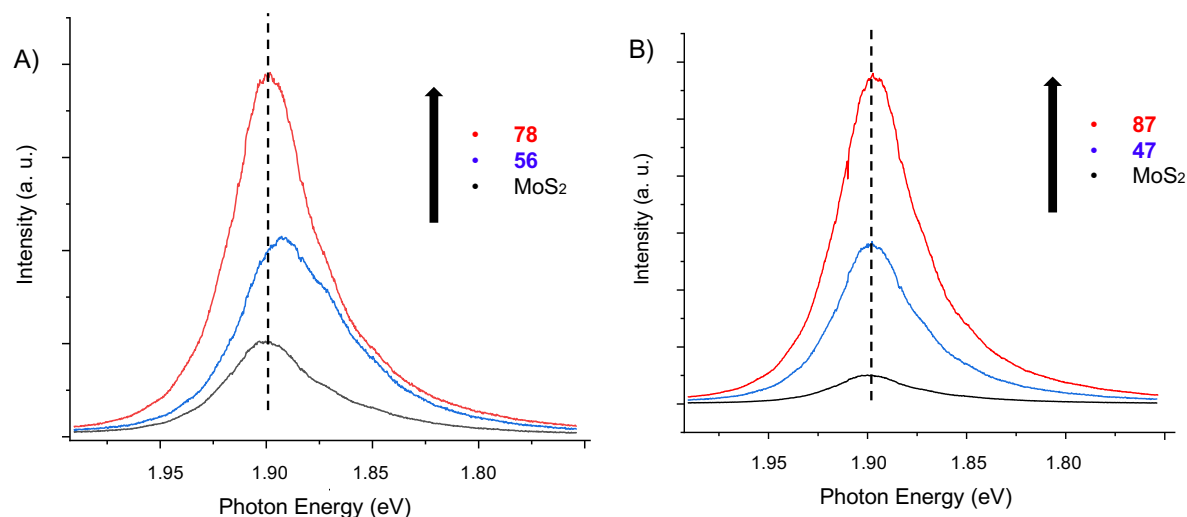 A)
78
56
MoS₂
Intensity (a. u.)
1.95 1.90 1.85 1.80
Photon Energy (eV)
B)
87
47
MoS₂
Intensity (a. u.)
1.95 1.90 1.85 1.80
Photon Energy (eV)